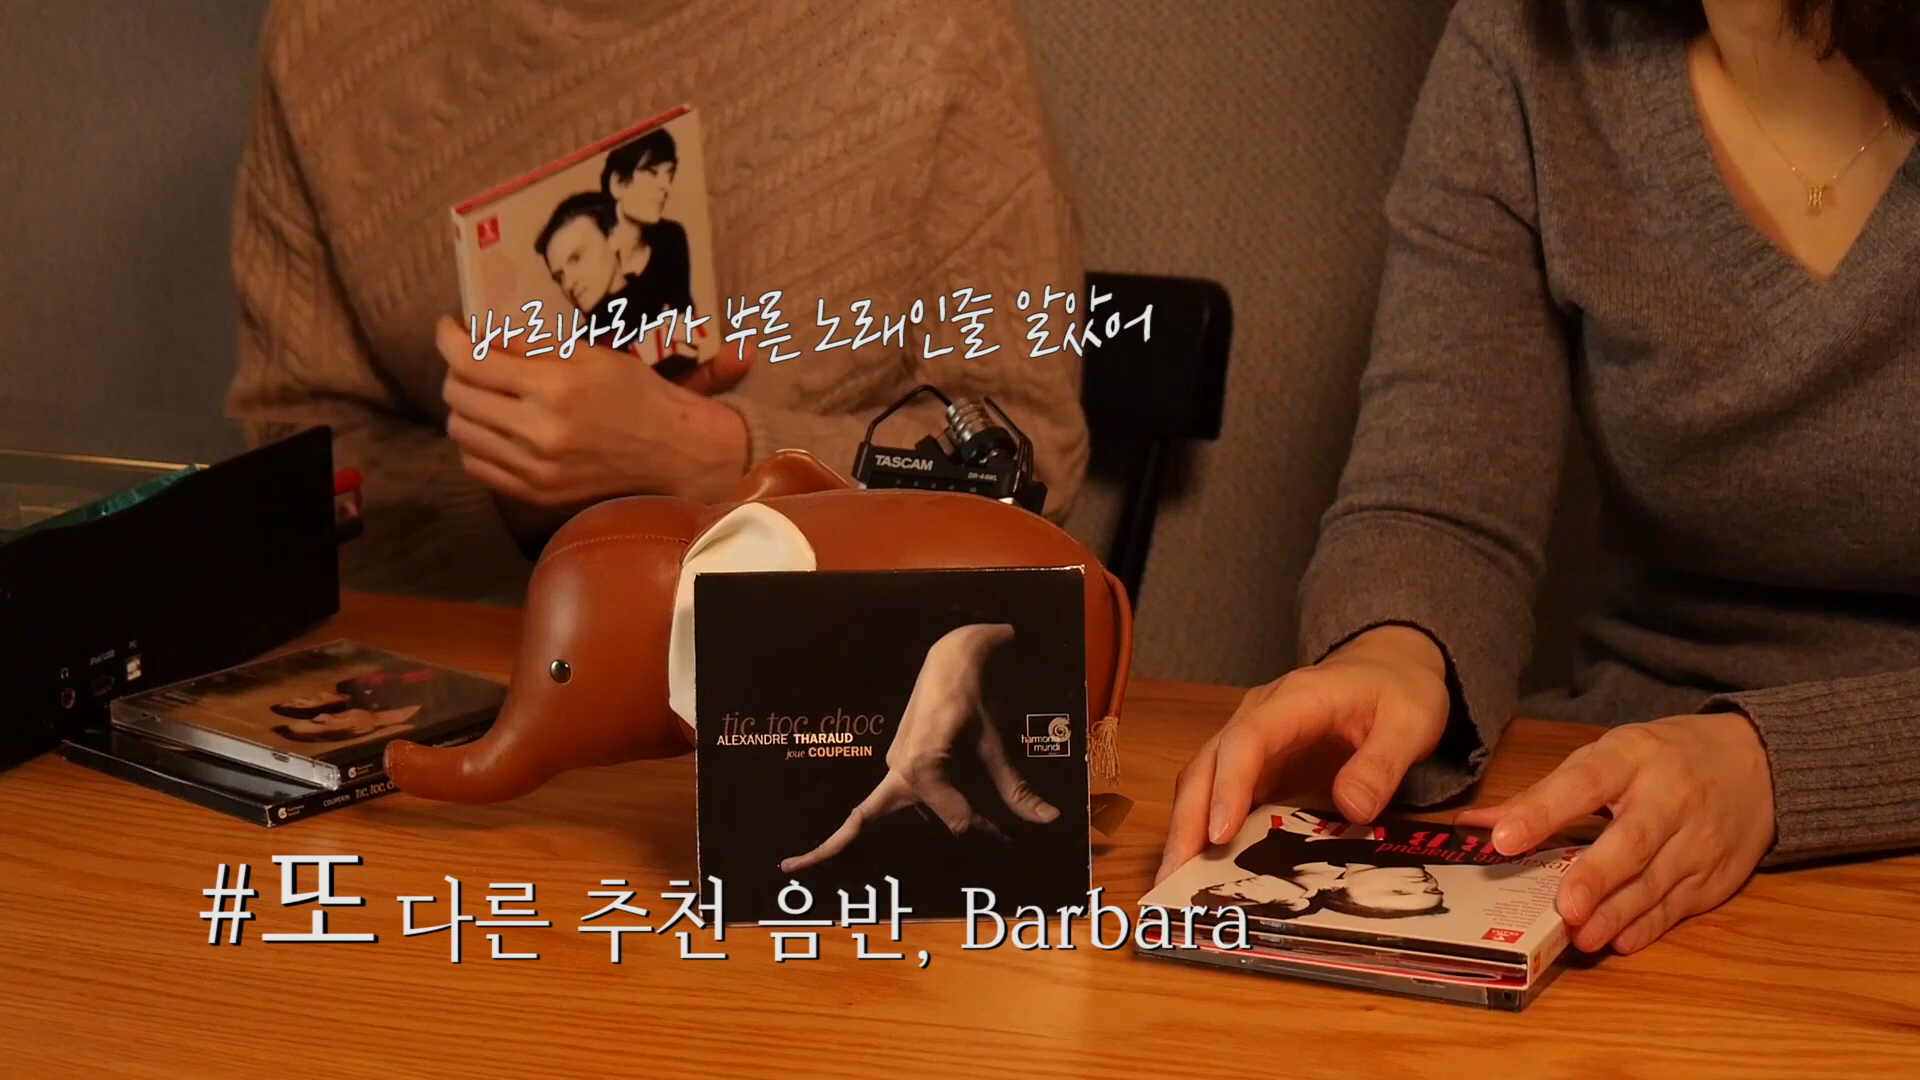 바르바라가 부른 노래인줄 알았어
TASCAM
tic toc choc
ALEXANDRE THARAUD
joue COUPERIN
harmonia
mundi
COUPERIN
#또 다른 추천 음반, Barbara